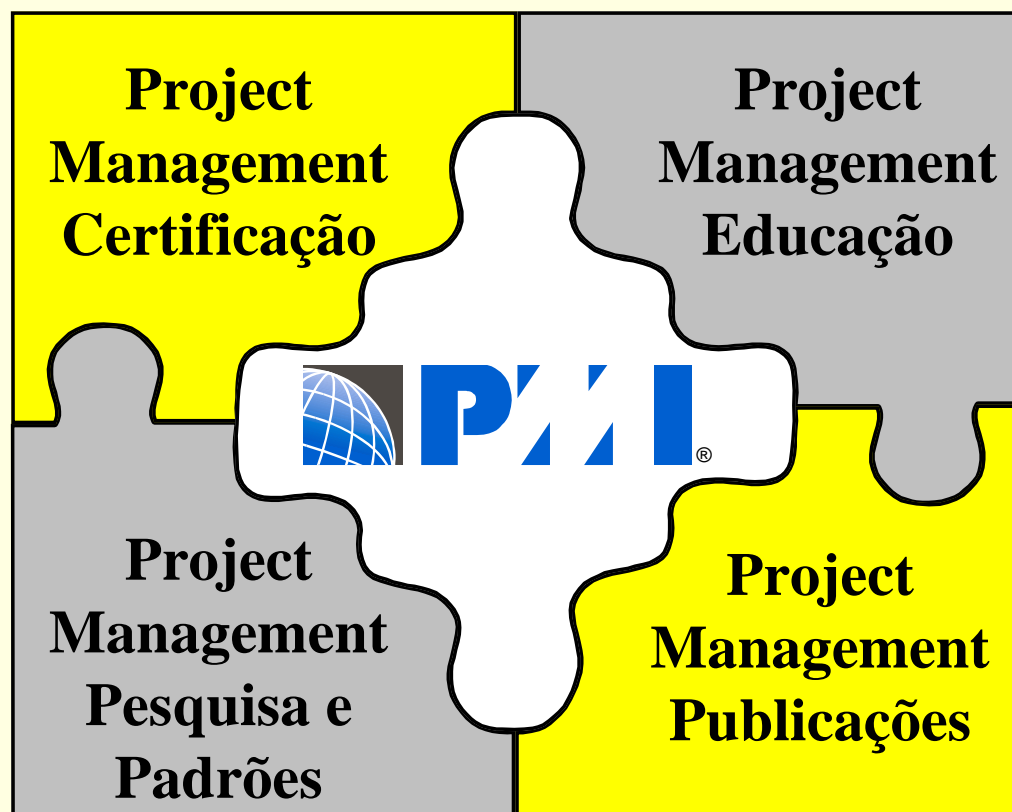 Project
Management
Certificação
Project
Management
Educação
PMI®
Project
Management
Pesquisa e
Padrões
Project
Management
Publicações